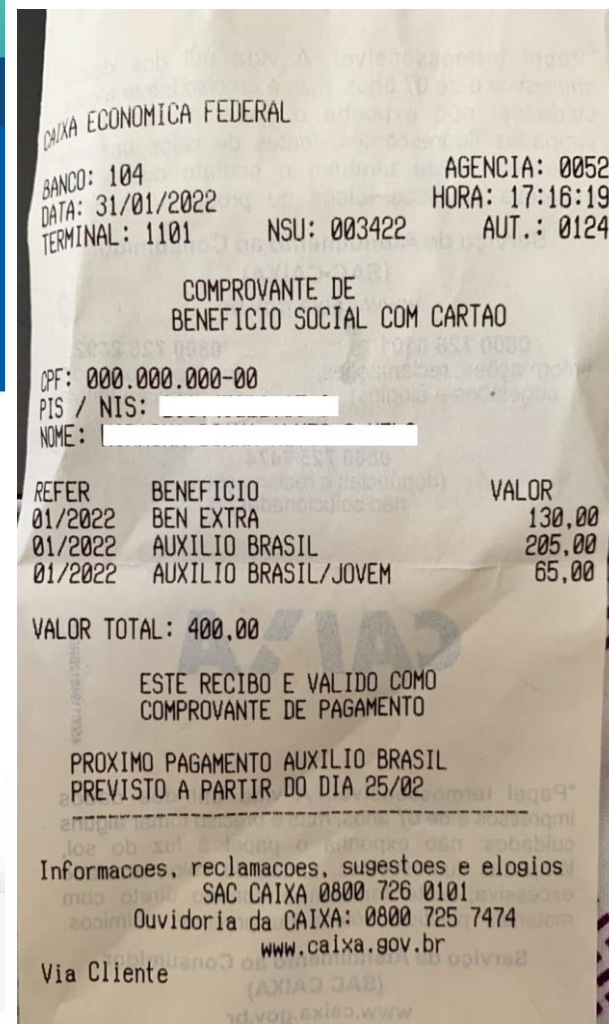 CAIXA ECONOMICA FEDERAL
BANCO: 104 AGENCIA: 0052
DATA: 31/01/2022 HORA: 17:16:19
TERMINAL: 1101 NSU: 003422 AUT.: 0124
COMPROVANTE DE
BENEFICIO SOCIAL COM CARTAO
CPF: 000.000.000-00
PIS / NIS:
NOME:
REFER BENEFICIO VALOR
01/2022 BEN EXTRA 130,00
01/2022 AUXILIO BRASIL 205,00
01/2022 AUXILIO BRASIL/JOVEM 65,00
VALOR TOTAL: 400,00
ESTE RECIBO E VALIDO COMO
COMPROVANTE DE PAGAMENTO
PROXIMO PAGAMENTO AUXILIO BRASIL
PREVISTO A PARTIR DO DIA 25/02
Informacoes, reclamacoes, sugestoes e elogios
SAC CAIXA 0800 726 0101
Ouvidoria da CAIXA: 0800 725 7474
www.caixa.gov.br
Via Cliente